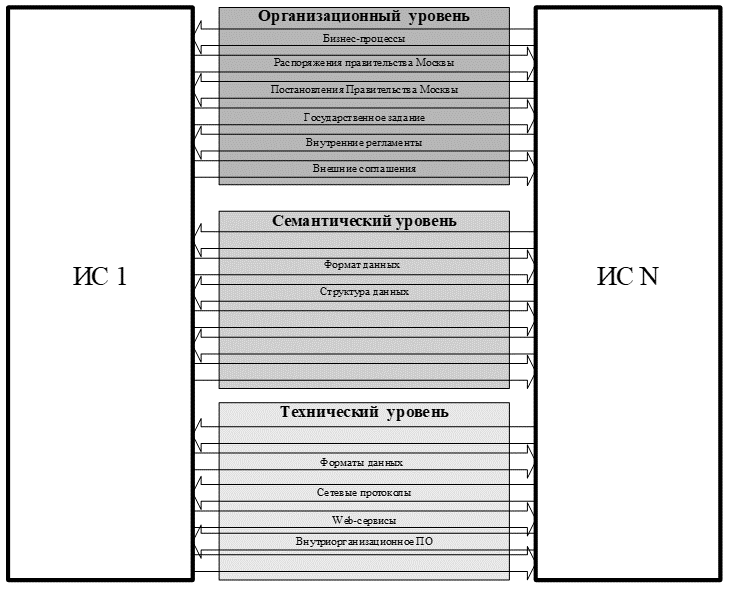 Организационный уровень
Бизнес-процессы
Распоряжения правительства Москвы
Постановления Правительства Москвы
Государственное задание
Внутренние регламенты
Внешние соглашения
Семантический уровень
ИС 1
Формат данных
ИС N
Структура данных
Технический уровень
Форматы данных
Сетевые протоколы
Web-сервисы
Внутриорганизационное ПО